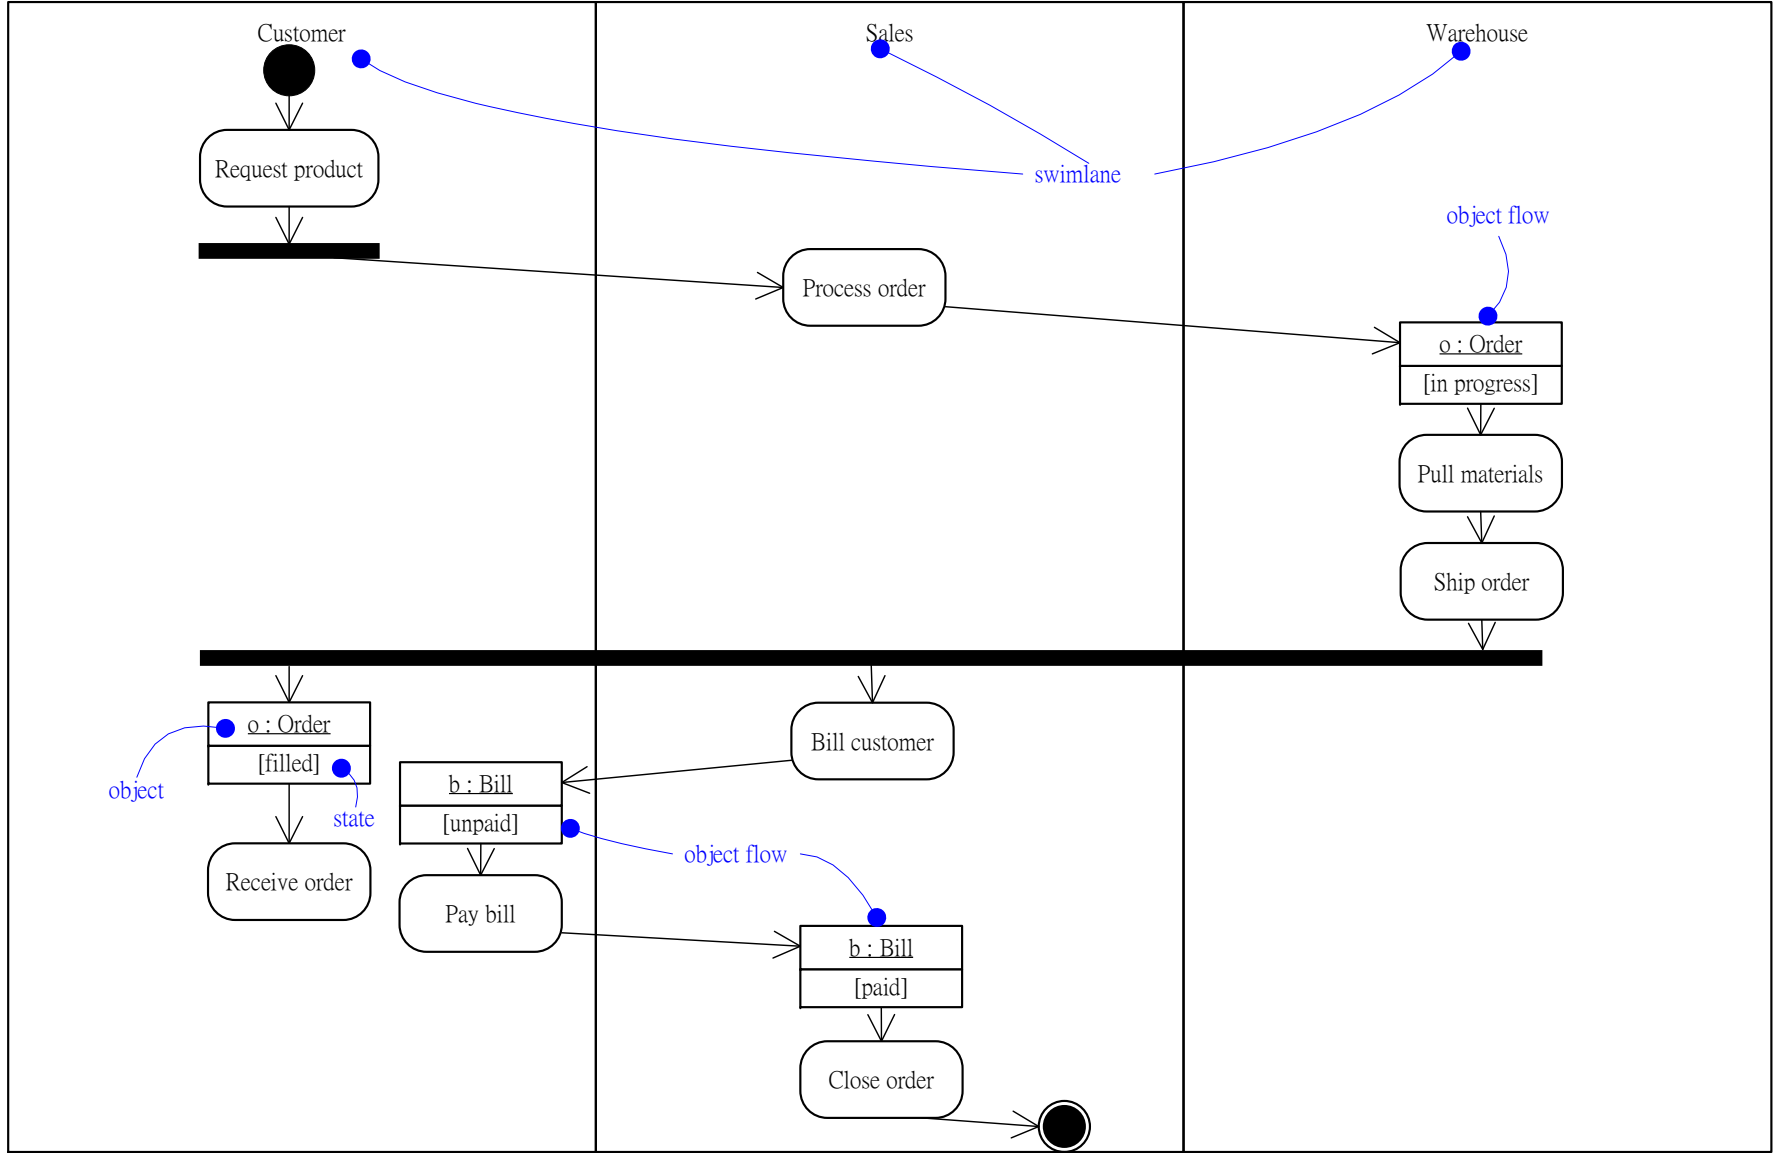 Customer
Sales
Warehouse
Request product
swimlane
object flow
Process order
o : Order
[in progress]
Pull materials
Ship order
o : Order
[filled]
object
state
Receive order
Bill customer
b : Bill
[unpaid]
object flow
Pay bill
b : Bill
[paid]
Close order